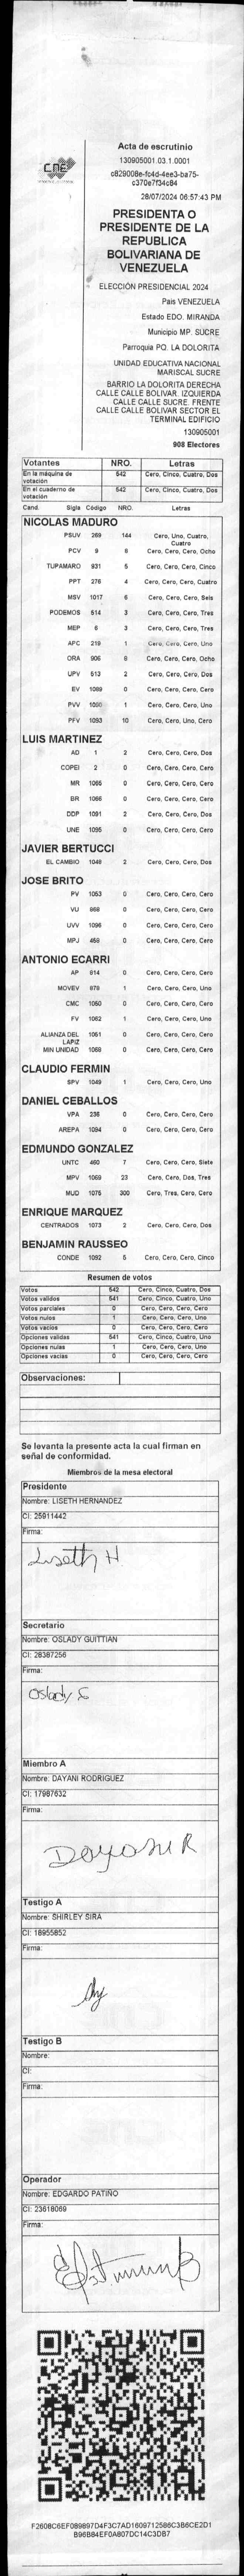 CNE
Acta de escrutinio
130905001.03.1.0001
c829008e-fc4d-4ee3-ba75-
c370e7f34c84
28/07/2024 06:57:43 PM
PRESIDENTA O
PRESIDENTE DE LA
REPUBLICA
BOLIVARIANA DE
VENEZUELA
ELECCIÓN PRESIDENCIAL 2024
Pais VENEZUELA
Estado EDO. MIRANDA
Municipio MP. SUCRE
Parroquia PQ. LA DOLORITA
UNIDAD EDUCATIVA NACIONAL
MARISCAL SUCRE
BARRIO LA DOLORITA DERECHA
CALLE CALLE BOLIVAR. IZQUIERDA
CALLE CALLE SUCRE. FRENTE
CALLE CALLE BOLIVAR SECTOR EL
TERMINAL EDIFICIO
130905001
908 Electores
Votantes NRO. Letras
En la máquina de votación 542 Cero, Cinco, Cuatro, Dos
En el cuaderno de votación 542 Cero, Cinco, Cuatro, Dos
Cand. Sigla Código NRO. Letras
NICOLAS MADURO
PSUV 269 144 Cero, Uno, Cuatro, Cuatro
PCV 9 8 Cero, Cero, Cero, Ocho
TUPAMARO 931 5 Cero, Cero, Cero, Cinco
PPT 276 4 Cero, Cero, Cero, Cuatro
MSV 1017 6 Cero, Cero, Cero, Seis
PODEMOS 514 3 Cero, Cero, Cero, Tres
MEP 6 3 Cero, Cero, Cero, Tres
APC 219 1 Cero, Cero, Cero, Uno
ORA 906 8 Cero, Cero, Cero, Ocho
UPV 513 2 Cero, Cero, Cero, Dos
EV 1089 0 Cero, Cero, Cero, Cero
PVV 1090 1 Cero, Cero, Cero, Uno
PFV 1093 10 Cero, Cero, Uno, Cero
LUIS MARTINEZ
AD 1 2 Cero, Cero, Cero, Dos
COPEI 2 0 Cero, Cero, Cero, Cero
MR 1065 0 Cero, Cero, Cero, Cero
BR 1066 0 Cero, Cero, Cero, Cero
DDP 1091 2 Cero, Cero, Cero, Dos
UNE 1095 0 Cero, Cero, Cero, Cero
JAVIER BERTUCCI
EL CAMBIO 1048 2 Cero, Cero, Cero, Dos
JOSE BRITO
PV 1053 0 Cero, Cero, Cero, Cero
VU 868 0 Cero, Cero, Cero, Cero
UVV 1096 0 Cero, Cero, Cero, Cero
MPJ 458 0 Cero, Cero, Cero, Cero
ANTONIO ECARRI
AP 814 0 Cero, Cero, Cero, Cero
MOVEV 878 1 Cero, Cero, Cero, Uno
CMC 1050 0 Cero, Cero, Cero, Cero
FV 1062 1 Cero, Cero, Cero, Uno
ALIANZA DEL LAPIZ 1051 0 Cero, Cero, Cero, Cero
MIN UNIDAD 1068 0 Cero, Cero, Cero, Cero
CLAUDIO FERMIN
SPV 1049 1 Cero, Cero, Cero, Uno
DANIEL CEBALLOS
VPA 236 0 Cero, Cero, Cero, Cero
AREPA 1094 0 Cero, Cero, Cero, Cero
EDMUNDO GONZALEZ
UNTC 460 7 Cero, Cero, Cero, Siete
MPV 1069 23 Cero, Cero, Dos, Tres
MUD 1075 300 Cero, Tres, Cero, Cero
ENRIQUE MARQUEZ
CENTRADOS 1073 2 Cero, Cero, Cero, Dos
BENJAMIN RAUSSEO
CONDE 1092 5 Cero, Cero, Cero, Cinco
Resumen de votos
Votos 542 Cero, Cinco, Cuatro, Dos
Votos validos 541 Cero, Cinco, Cuatro, Uno
Votos parciales 0 Cero, Cero, Cero, Cero
Votos nulos 1 Cero, Cero, Cero, Uno
Votos vacios 0 Cero, Cero, Cero, Cero
Opciones validas 541 Cero, Cinco, Cuatro, Uno
Opciones nulas 1 Cero, Cero, Cero, Uno
Opciones vacias 0 Cero, Cero, Cero, Cero
Observaciones:
Se levanta la presente acta la cual firman en
señal de conformidad.
Miembros de la mesa electoral
Presidente
Nombre: LISETH HERNANDEZ
CI: 25911442
Firma:
Liseth H
Secretario
Nombre: OSLADY GUITTIAN
CI: 28387256
Firma:
Oslady G
Miembro A
Nombre: DAYANI RODRIGUEZ
CI: 17987632
Firma:
Dayani R
Testigo A
Nombre: SHIRLEY SIRA
CI: 18955852
Firma:
Testigo B
Nombre:
CI:
Firma:
Operador
Nombre: EDGARDO PATIÑO
CI: 23618069
Firma:
F2608C6EF089897D4F3C7AD1609712586C3B6CE2D1
B96B84EF0A807DC14C3DB7